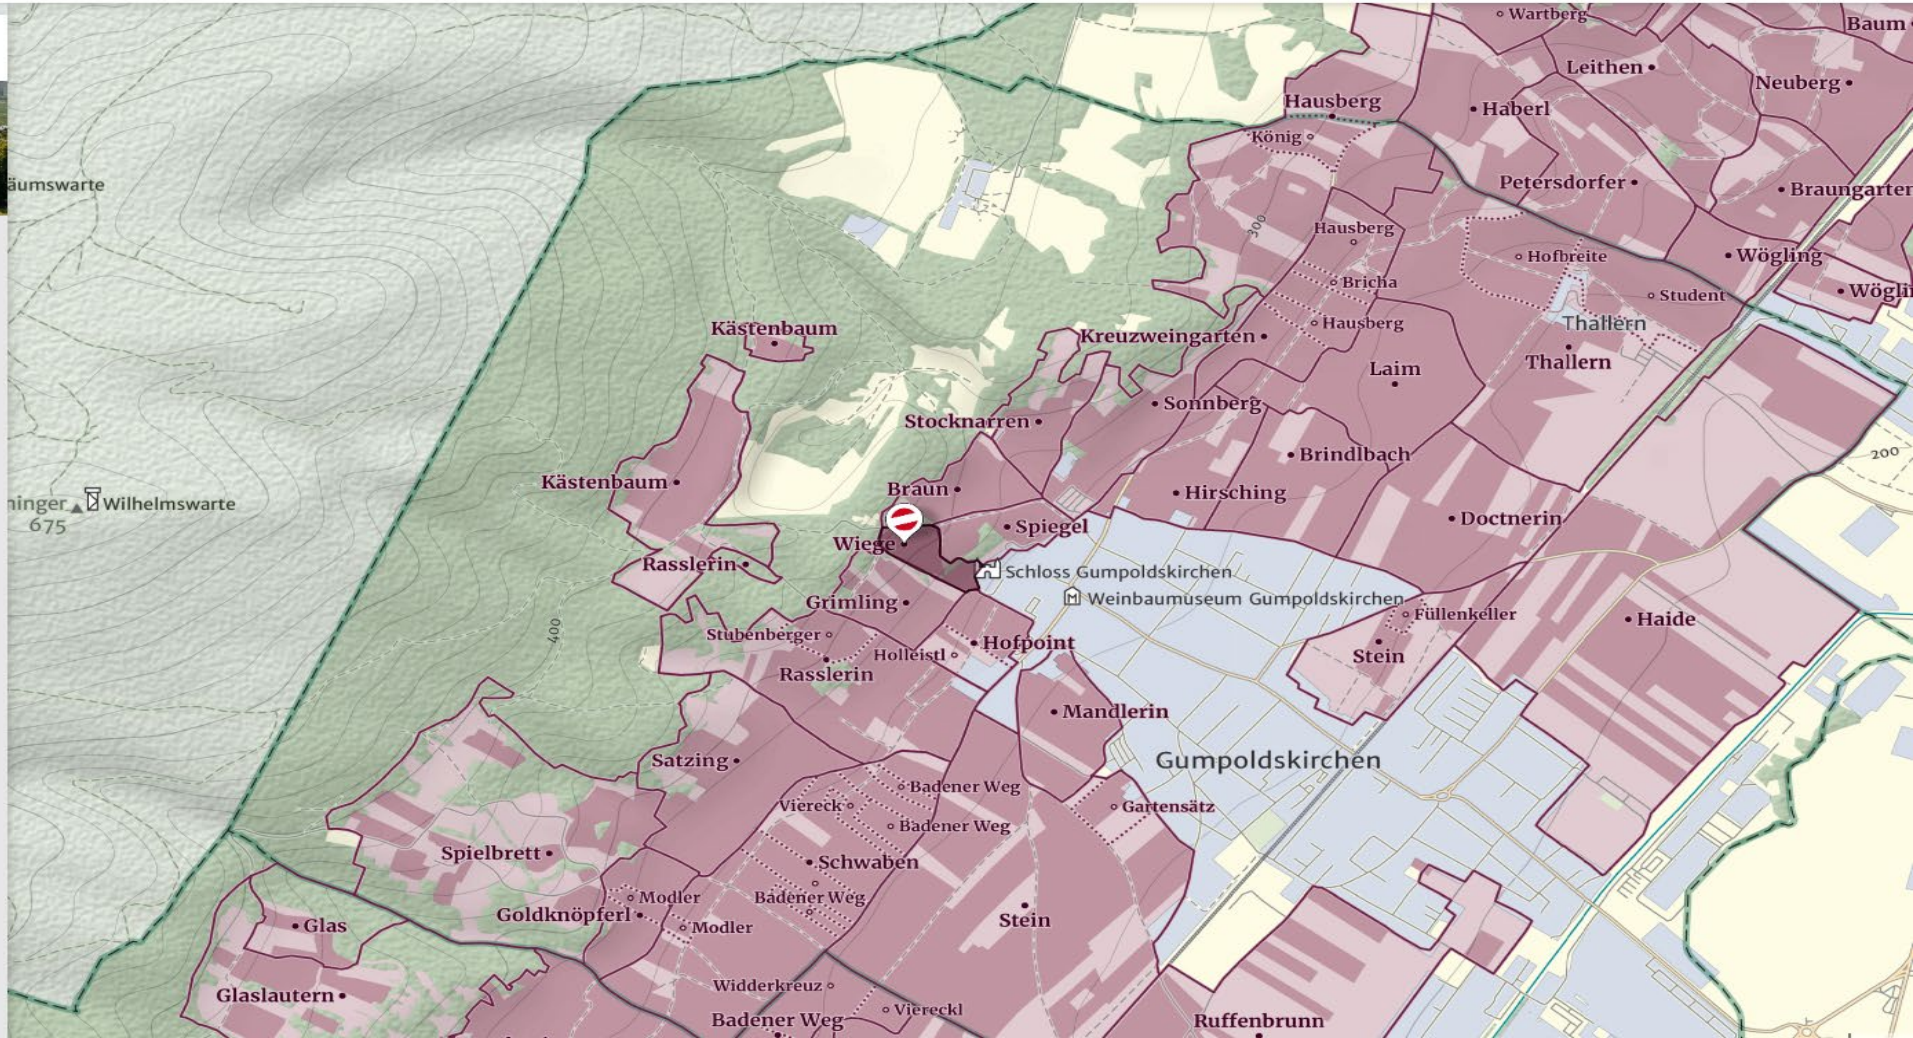 Wartberg
Baum
Leithen
Neuberg
Hausberg
Haberl
König
Petersdorfer
äumswarte
Braungarten
300
Hausberg
Hofbreite
Wögling
Bricha
Student
Wöglin
Kästenbaum
Kreuzweingarten
Hausberg
Thallern
Thallern
Laim
Sonnberg
Stocknarren
Brindlbach
200
Kästenbaum
Braun
Hirsching
ninger
Wilhelmswarte
675
Doctnerin
Spiegel
Wiege
Rasslerin
Schloss Gumpoldskirchen
Weinbaumuseum Gumpoldskirchen
Grimling
Füllenkeller
Haide
400
Stubenberger
Hofpoint
Holleistl
Stein
Rasslerin
Mandlerin
Satzing
Gumpoldskirchen
Badener Weg
Viereck
Gartensätz
Badener Weg
Spielbrett
Schwaben
Modler
Badener Weg
Goldknöpferl
Stein
Glas
Modler
Widderkreuz
Glaslautern
Viereckl
Badener Weg
Ruffenbrunn